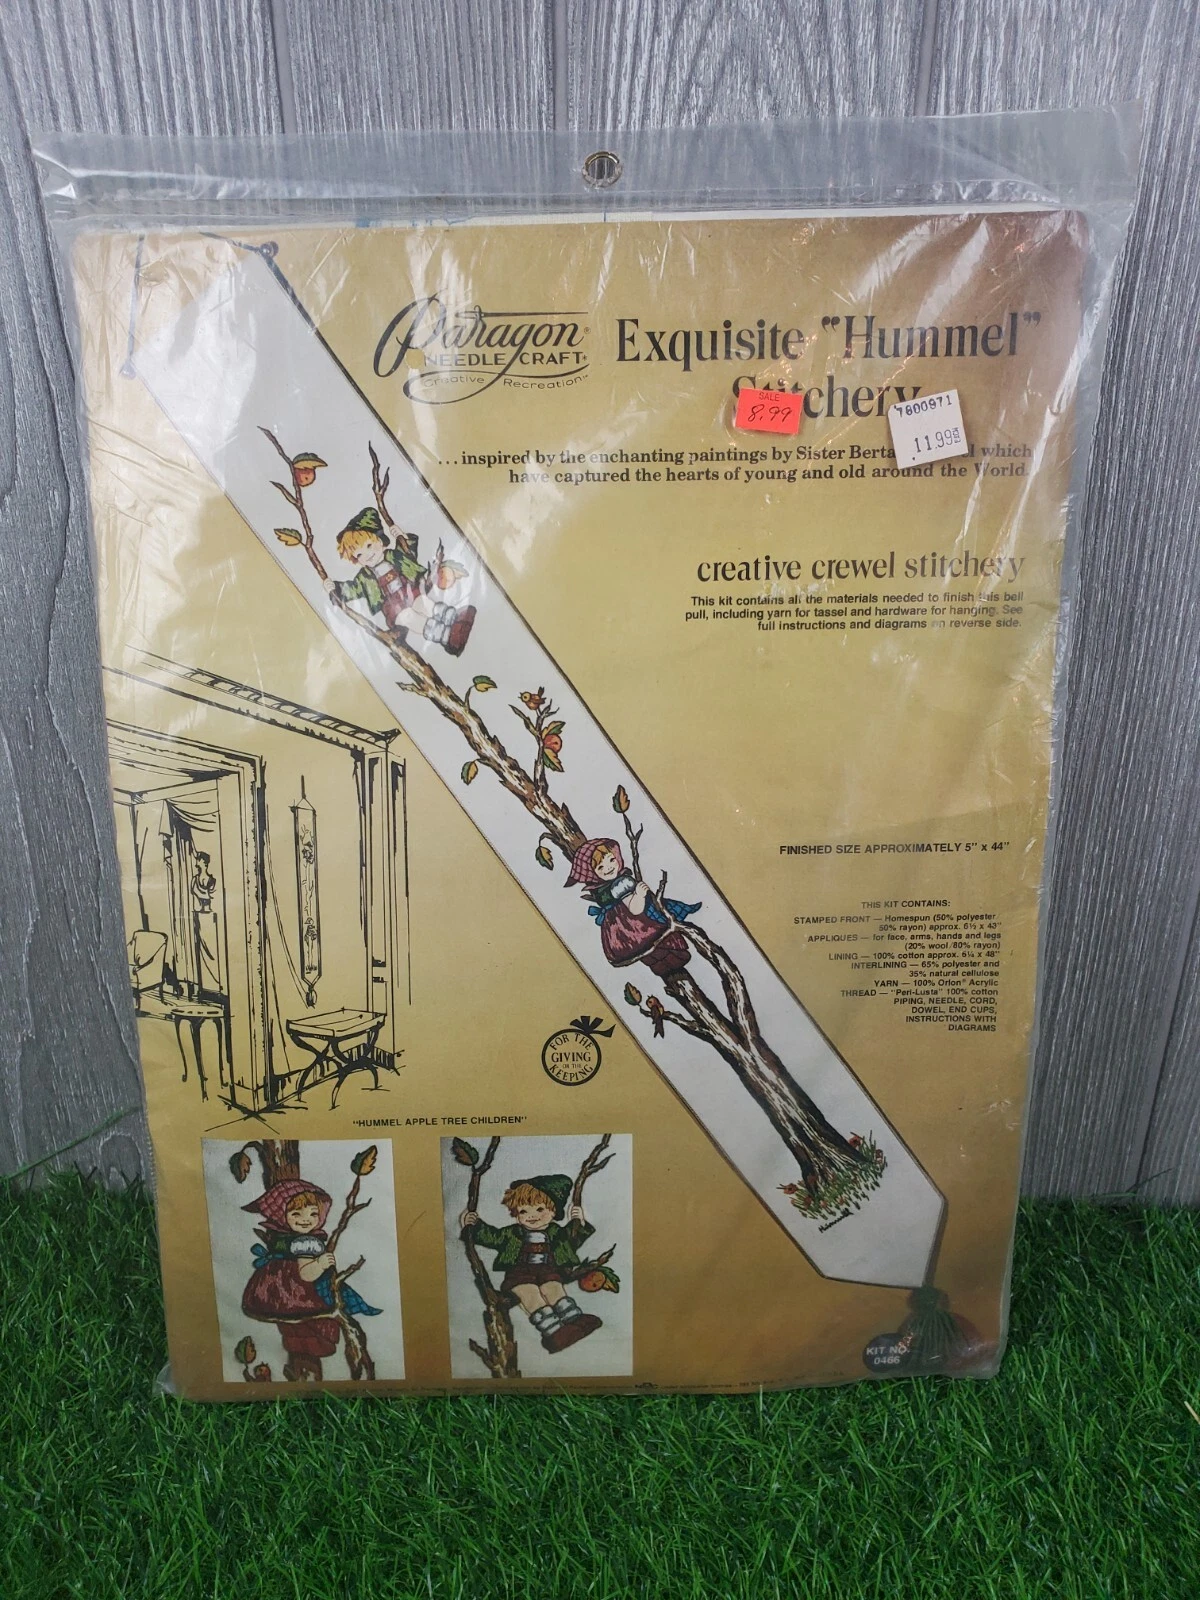 Paragon®
NEEDLE CRAFT
Creative Recreation™
Exquisite "Hummel"
Stitchery
SALE
8.99
7800971
11.99
...inspired by the enchanting paintings by Sister Berta which
have captured the hearts of young and old around the World.
creative crewel stitchery
This kit contains all the materials needed to finish this bell
pull, including yarn for tassel and hardware for hanging. See
full instructions and diagrams on reverse side.
FINISHED SIZE APPROXIMATELY 5" x 44"
THIS KIT CONTAINS:
STAMPED FRONT — Homespun (50% polyester
50% rayon) approx. 6½ x 48"
APPLIQUES — for face, arms, hands and legs
(20% wool/80% rayon)
LINING — 100% cotton approx. 6¼ x 48"
INTERLINING — 65% polyester and
35% natural cellulose
YARN — 100% Orlon® Acrylic
THREAD — "Peri-Lusta" 100% cotton
PIPING, NEEDLE, CORD,
DOWEL, END CUPS,
INSTRUCTIONS WITH
DIAGRAMS
FOR THE
GIVING
OR THE
KEEPING
"HUMMEL APPLE TREE CHILDREN"
KIT NO.
0466